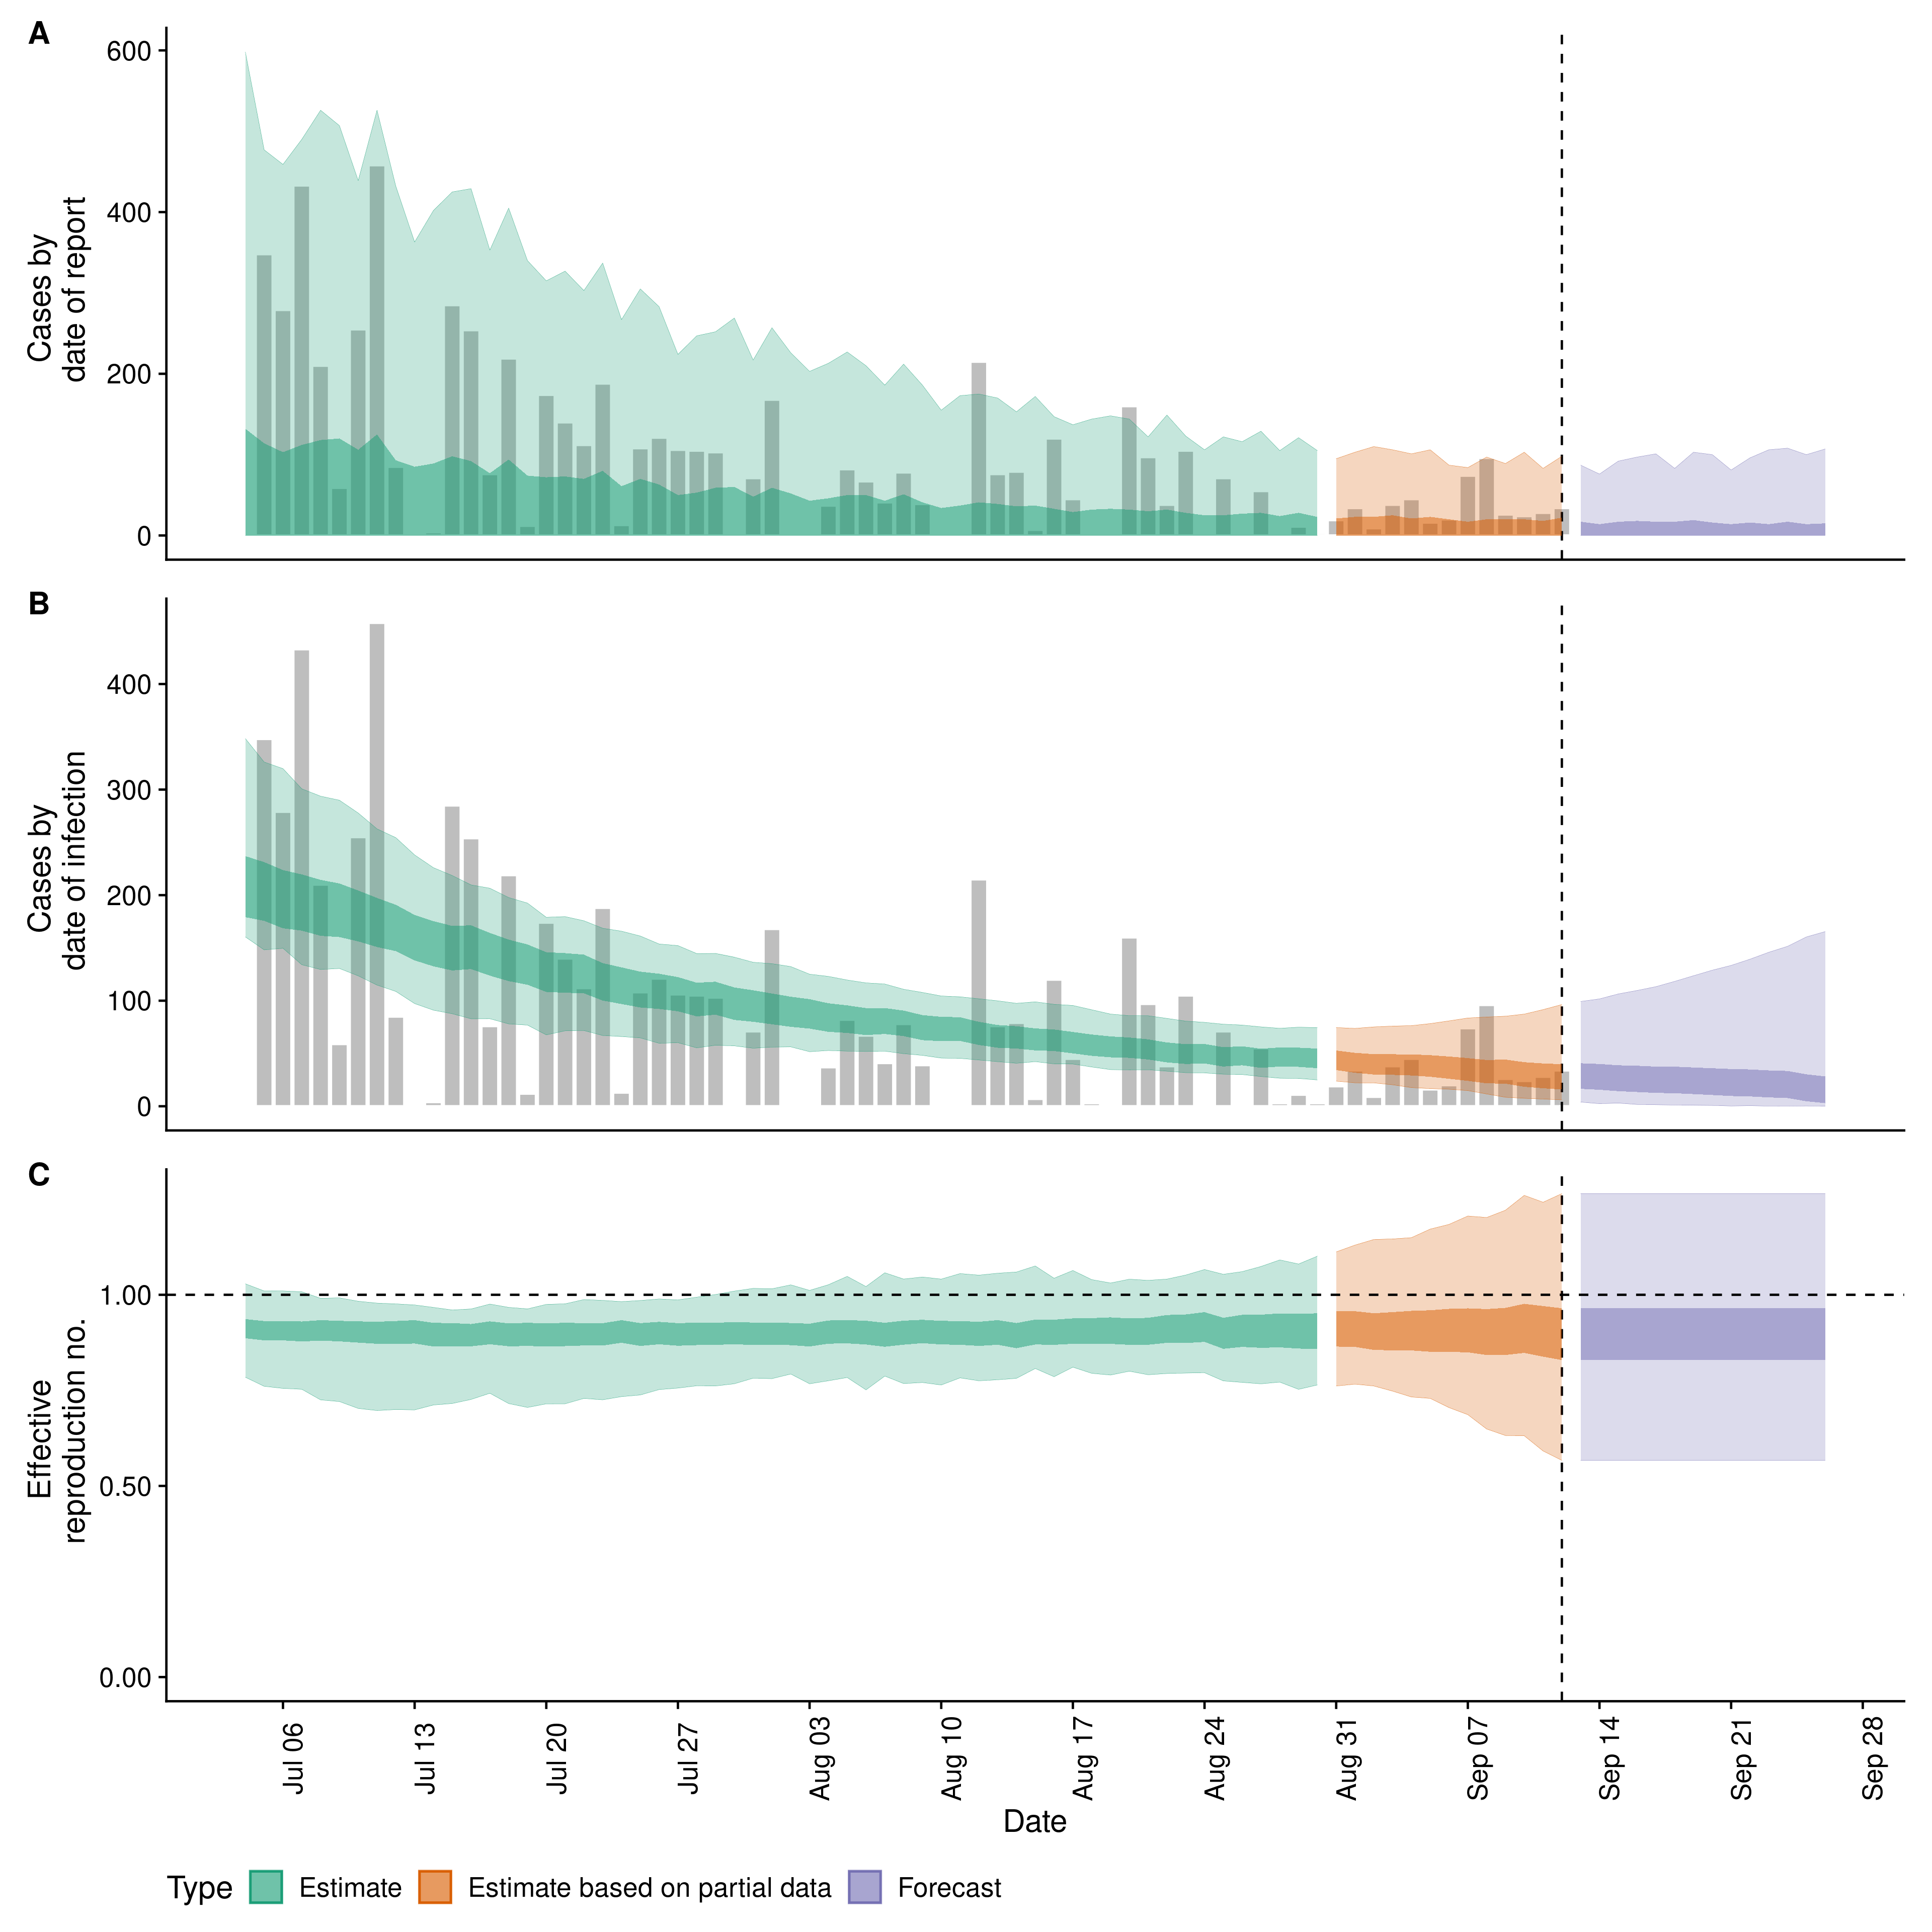 A
Cases by
date of report
600
400
200
0
B
Cases by
date of infection
400
300
200
100
0
C
Effective
reproduction no.
1.00
0.50
0.00
Jul 06
Jul 13
Jul 20
Jul 27
Aug 03
Aug 10
Aug 17
Aug 24
Aug 31
Sep 07
Sep 14
Sep 21
Sep 28
Date
Type Estimate Estimate based on partial data Forecast